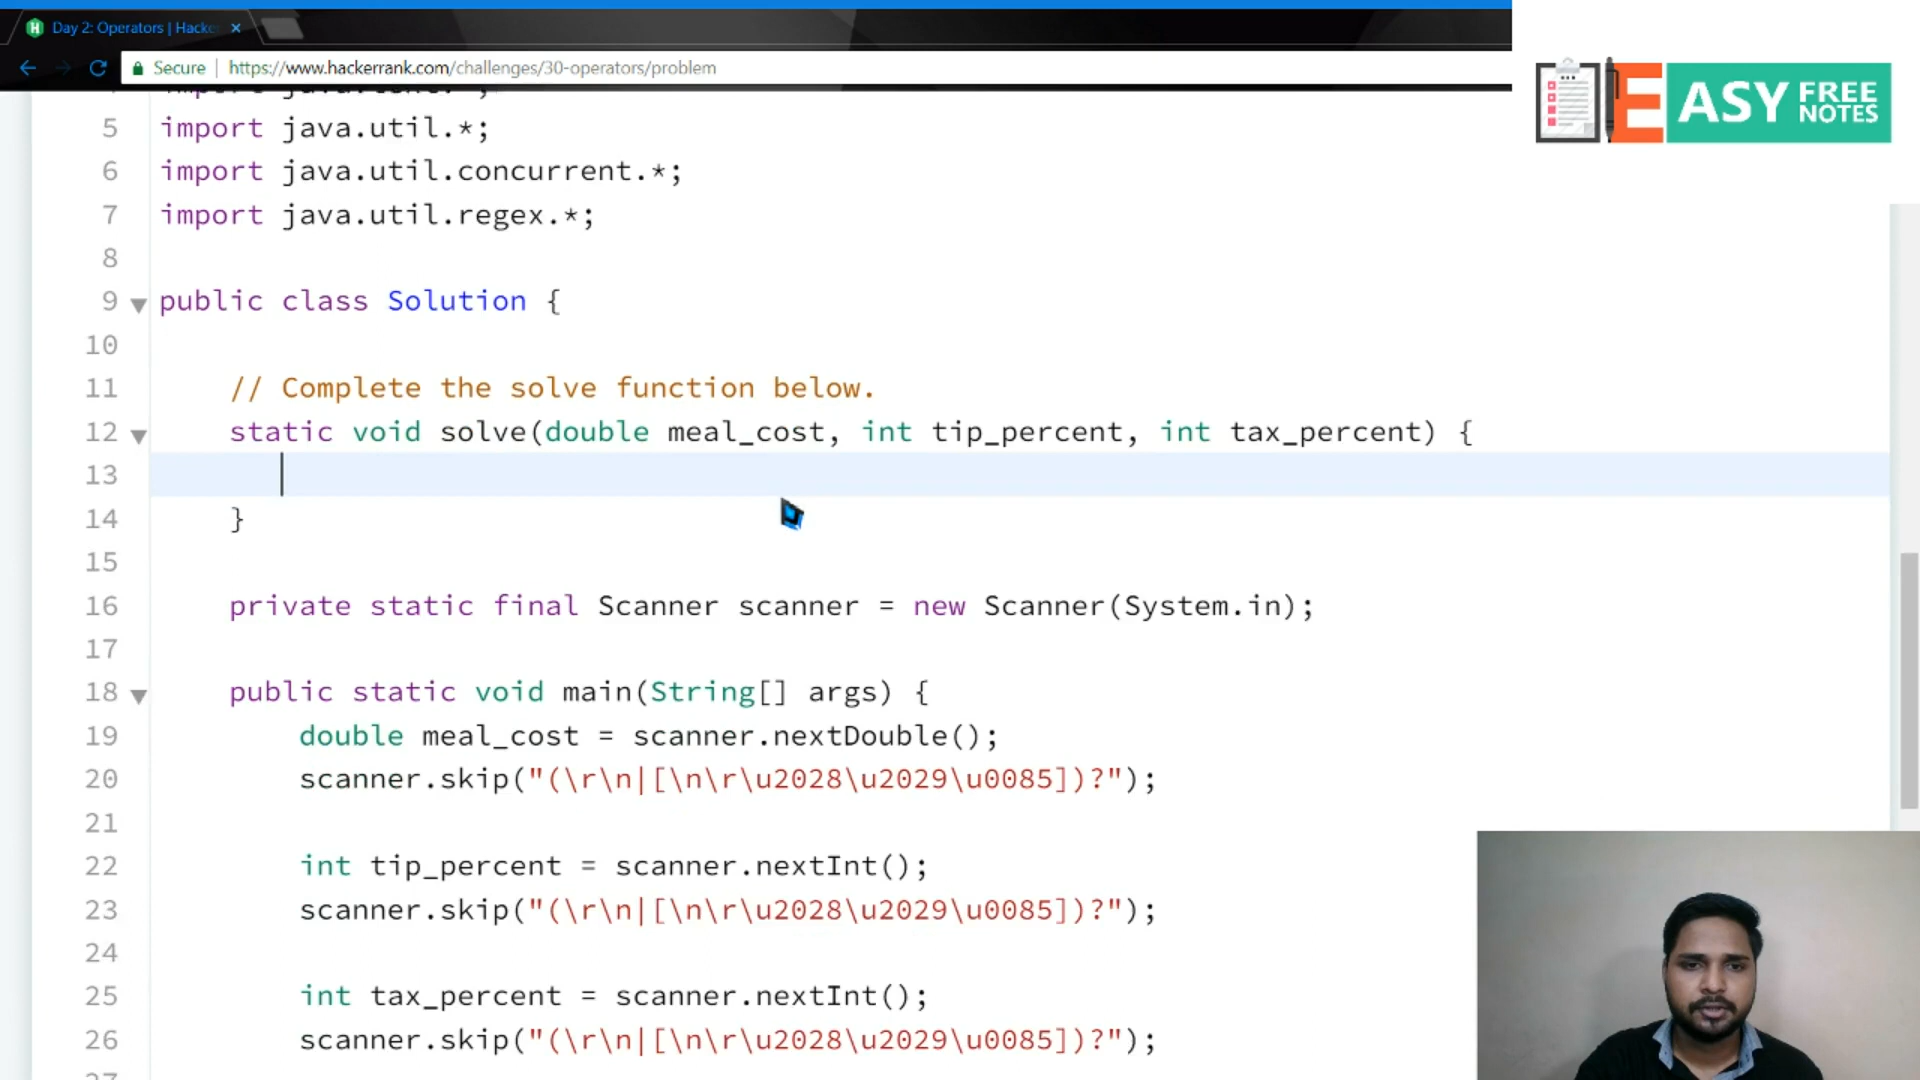 Day 2: Operators | Hacke
Secure | https://www.hackerrank.com/challenges/30-operators/problem
EASY FREE NOTES
5 import java.util.*;
6 import java.util.concurrent.*;
7 import java.util.regex.*;
8
9 public class Solution {
10
11 // Complete the solve function below.
12 static void solve(double meal_cost, int tip_percent, int tax_percent) {
13
14 }
15
16 private static final Scanner scanner = new Scanner(System.in);
17
18 public static void main(String[] args) {
19 double meal_cost = scanner.nextDouble();
20 scanner.skip("(\r\n|[\n\r\u2028\u2029\u0085])?");
21
22 int tip_percent = scanner.nextInt();
23 scanner.skip("(\r\n|[\n\r\u2028\u2029\u0085])?");
24
25 int tax_percent = scanner.nextInt();
26 scanner.skip("(\r\n|[\n\r\u2028\u2029\u0085])?");